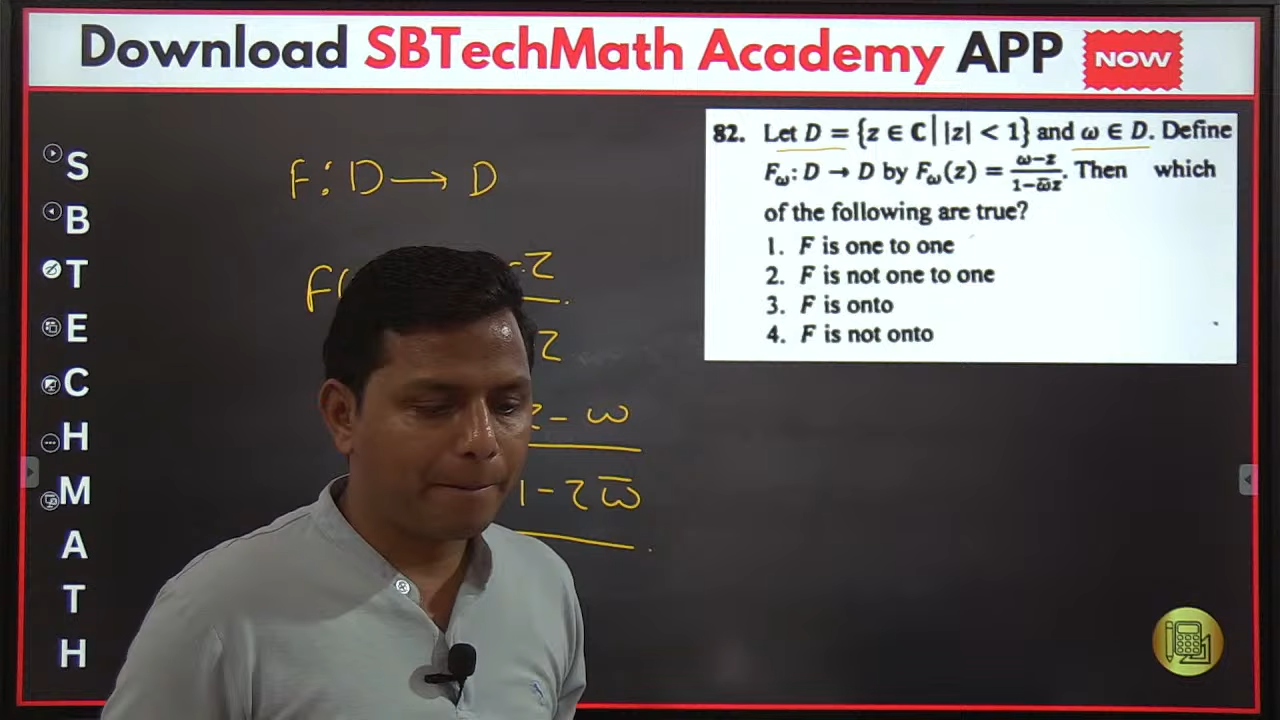 Download SBTechMath Academy APP NOW
S
B
T
E
C
H
M
A
T
H
F : D → D
F(
-z
z
z - ω
1 - z ω̄
82. Let D = {z ∈ C | |z| < 1} and ω ∈ D. Define
F_ω : D → D by F_ω(z) = (ω−z)/(1−ω̄z). Then which
of the following are true?
1. F is one to one
2. F is not one to one
3. F is onto
4. F is not onto